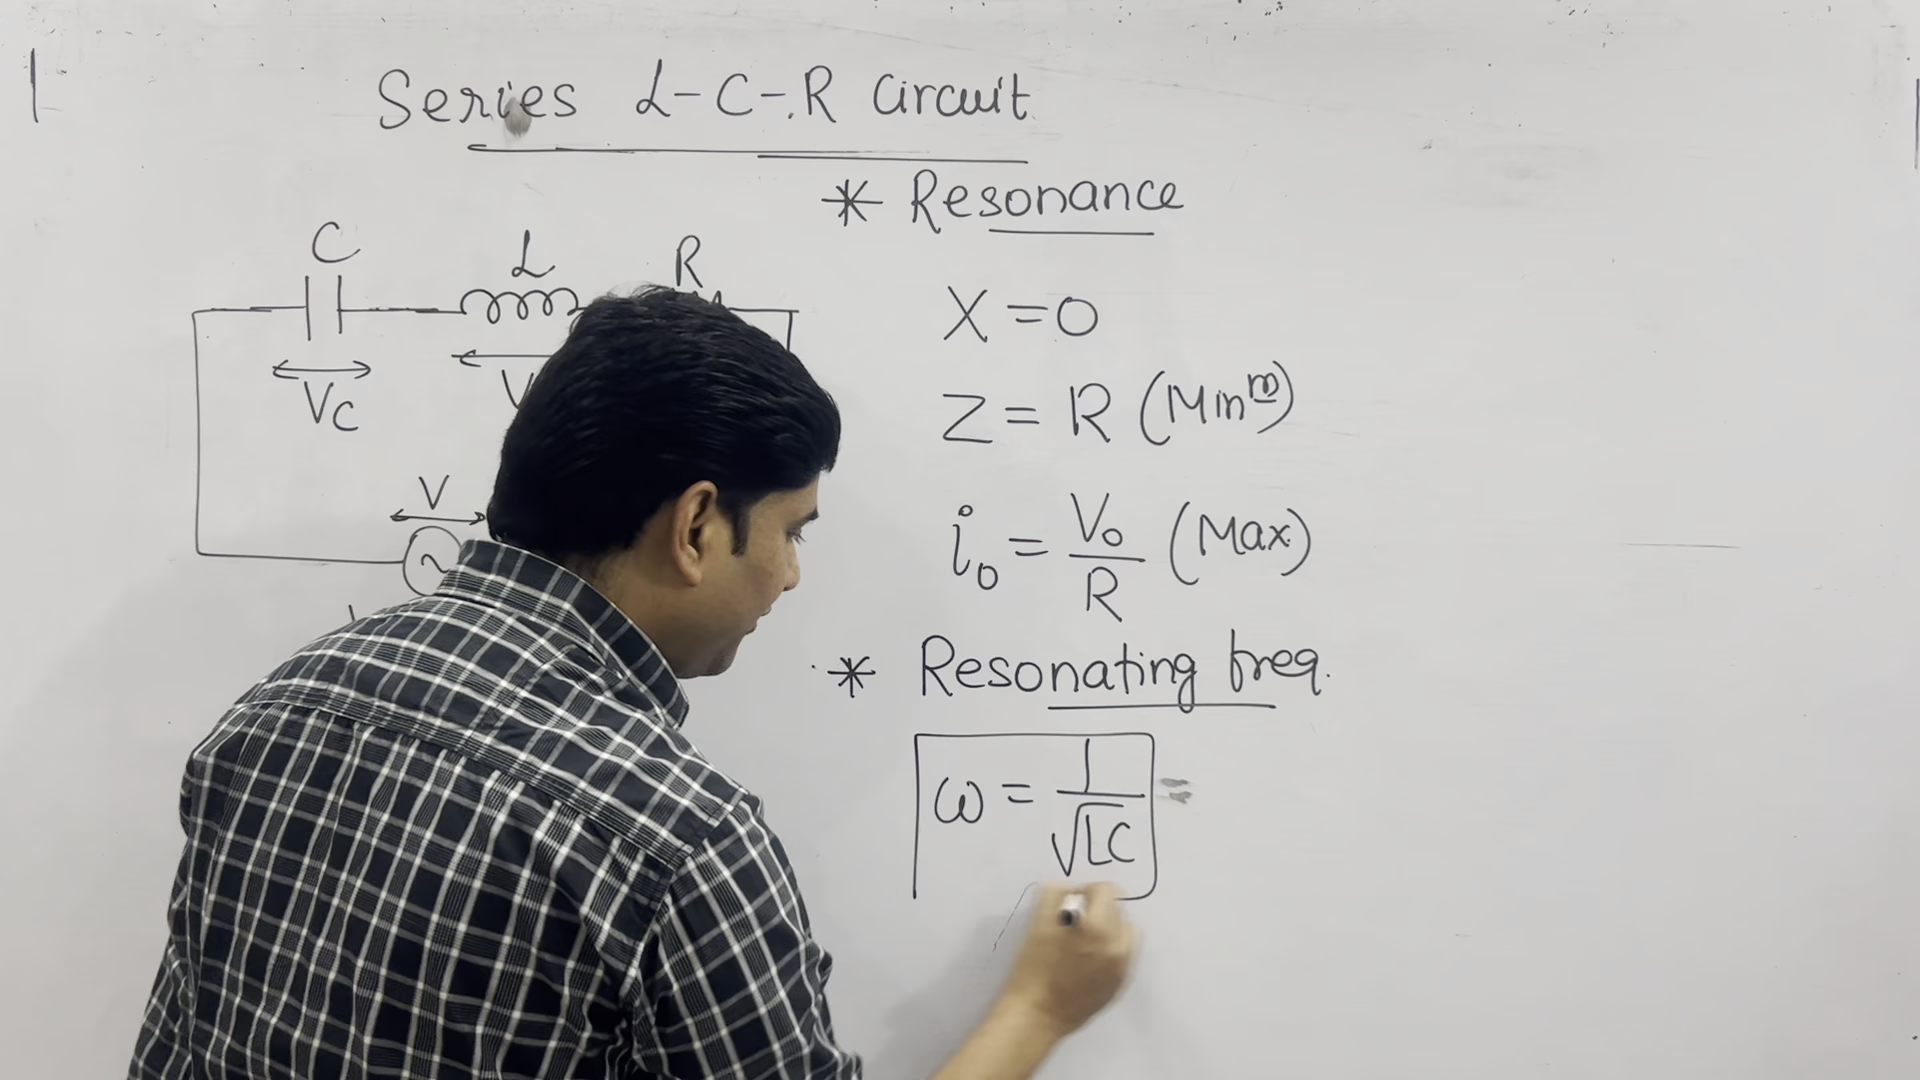 Series L-C-R Circuit
* Resonance
C
L
R
X = 0
VC
V
Z = R (Minᵐ)
V
~
i₀ = V₀/R (Max)
* Resonating freq.
ω = 1/√LC
=